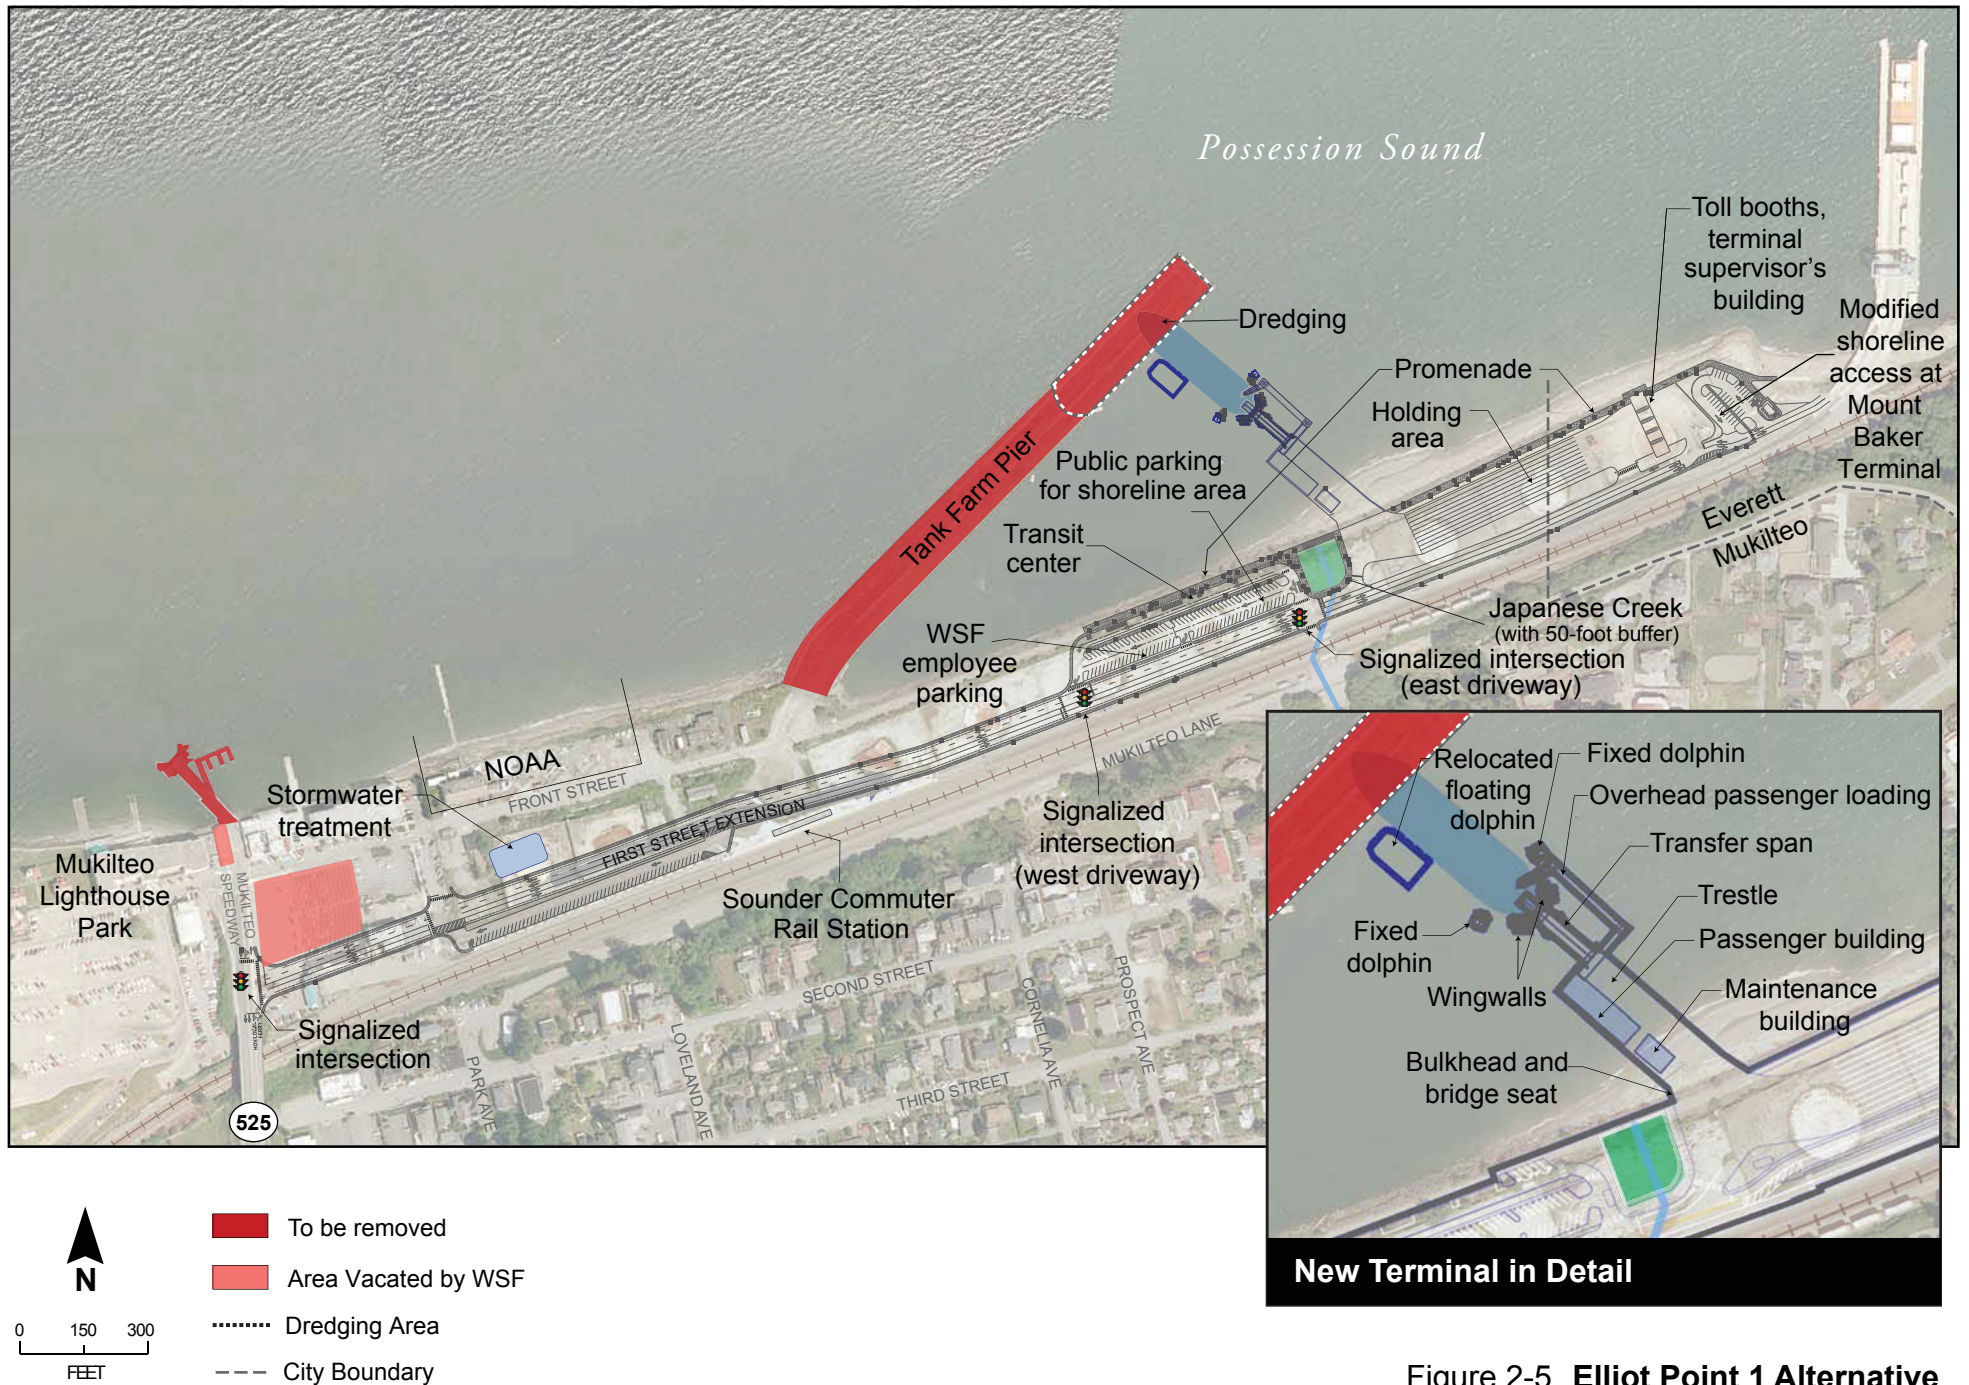 Possession Sound
Toll booths,
terminal
supervisor's
building
Modified
shoreline
access at
Mount
Baker
Terminal
Dredging
Promenade
Holding
area
Tank Farm Pier
Public parking
for shoreline area
Transit
center
Everett
Mukilteo
WSF
employee
parking
Japanese Creek
(with 50-foot buffer)
Signalized intersection
(east driveway)
NOAA
FRONT STREET
MUKILTEO LANE
Stormwater
treatment
FIRST STREET EXTENSION
Signalized
intersection
(west driveway)
Mukilteo
Lighthouse
Park
MUKILTEO
SPEEDWAY
Sounder Commuter
Rail Station
SECOND STREET
CORNELIA AVE
PROSPECT AVE
Signalized
intersection
PARK AVE
LOVELAND AVE
THIRD STREET
525
Relocated
floating
dolphin
Fixed dolphin
Overhead passenger loading
Transfer span
Trestle
Passenger building
Fixed
dolphin
Wingwalls
Maintenance
building
Bulkhead and
bridge seat
New Terminal in Detail
N
0 150 300
FEET
To be removed
Area Vacated by WSF
Dredging Area
City Boundary
Figure 2-5 Elliot Point 1 Alternative